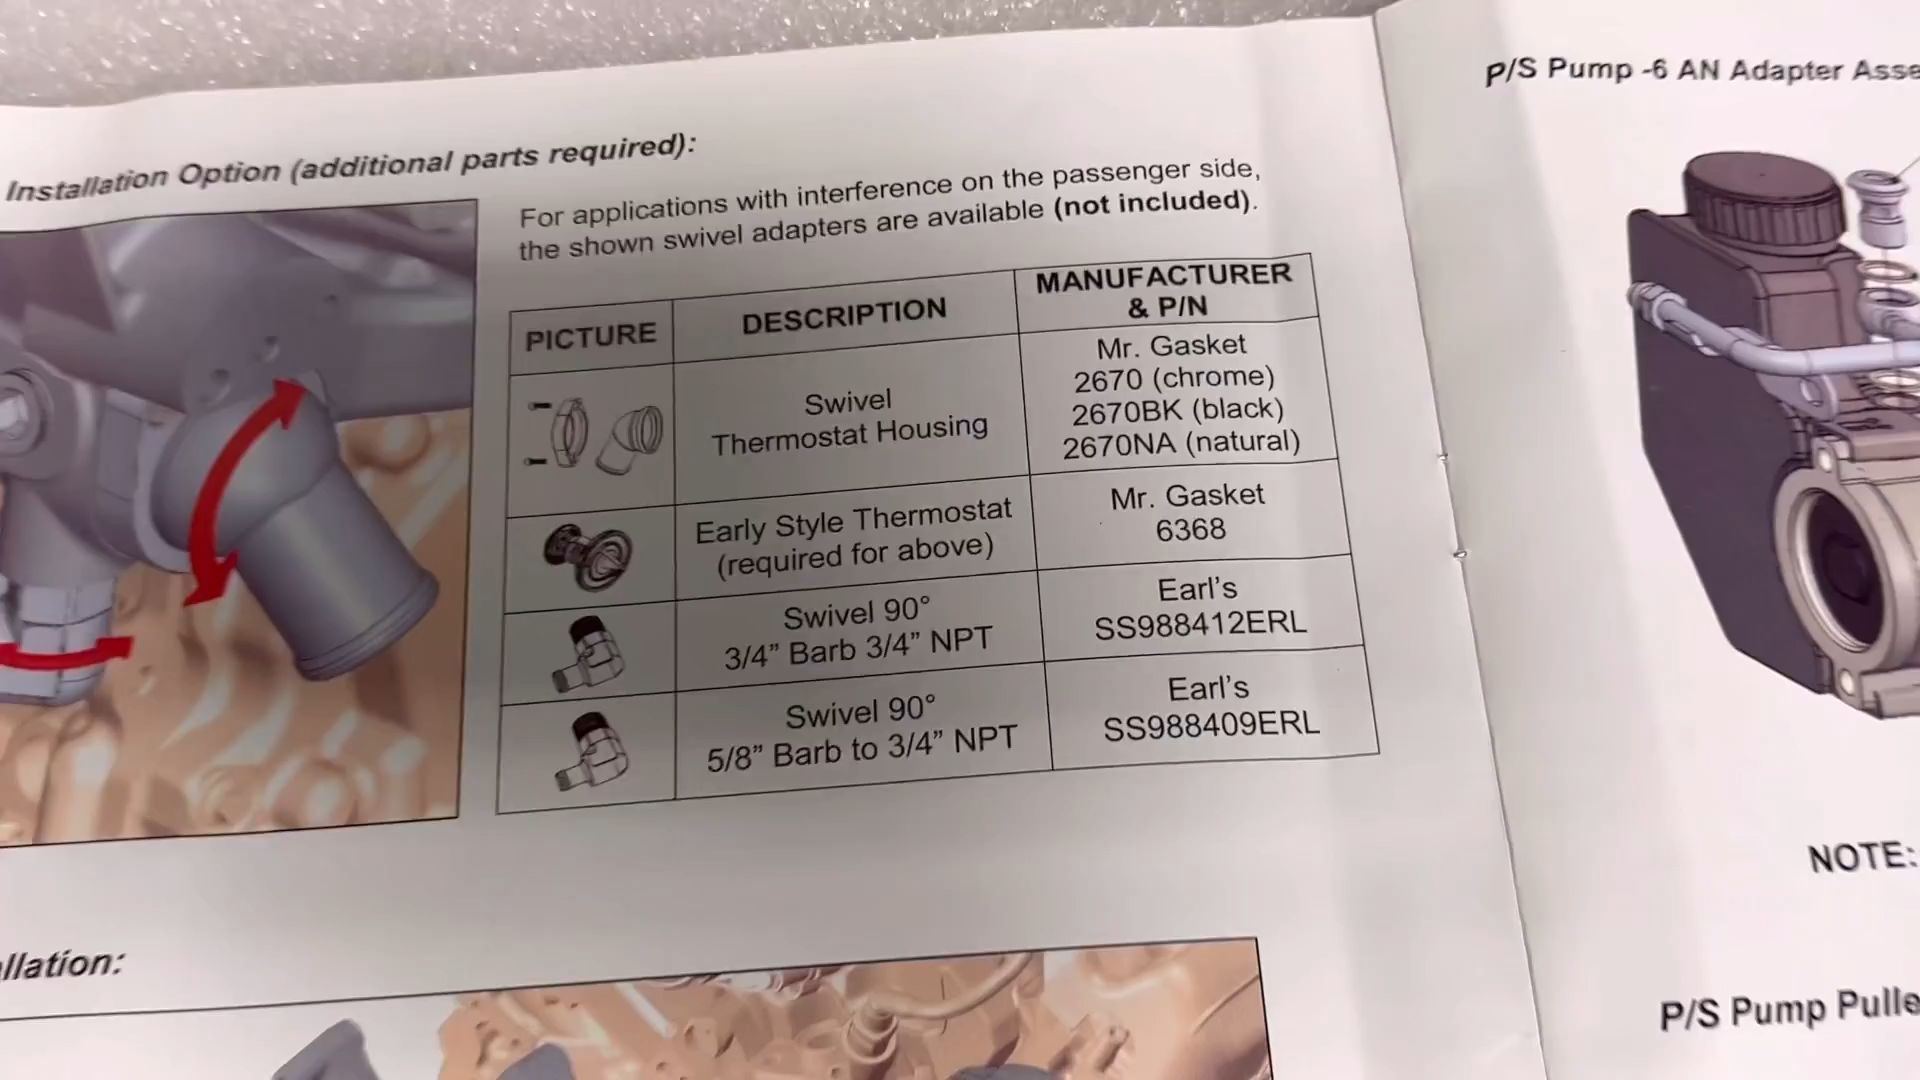 Installation Option (additional parts required):
For applications with interference on the passenger side,
the shown swivel adapters are available (not included).
PICTURE
DESCRIPTION
MANUFACTURER
& P/N
Swivel
Thermostat Housing
Mr. Gasket
2670 (chrome)
2670BK (black)
2670NA (natural)
Early Style Thermostat
(required for above)
Mr. Gasket
6368
Swivel 90°
3/4” Barb 3/4” NPT
Earl’s
SS988412ERL
Swivel 90°
5/8” Barb to 3/4” NPT
Earl’s
SS988409ERL
P/S Pump -6 AN Adapter
NOTE:
P/S Pump